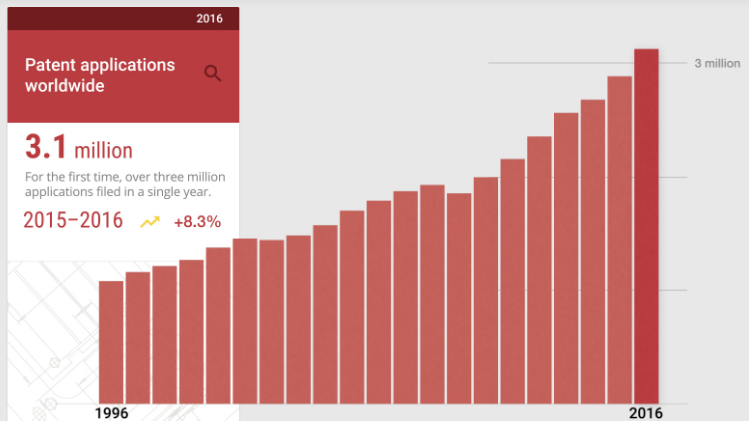 2016
Patent applications
worldwide
3.1 million
For the first time, over three million
applications filed in a single year.
2015–2016 +8.3%
3 million
1996 2016